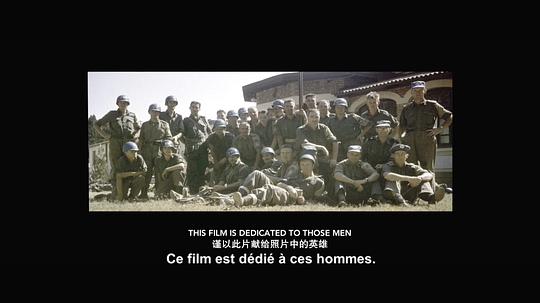 THIS FILM IS DEDICATED TO THOSE MEN
谨以此片献给照片中的英雄
Ce film est dédié à ces hommes.